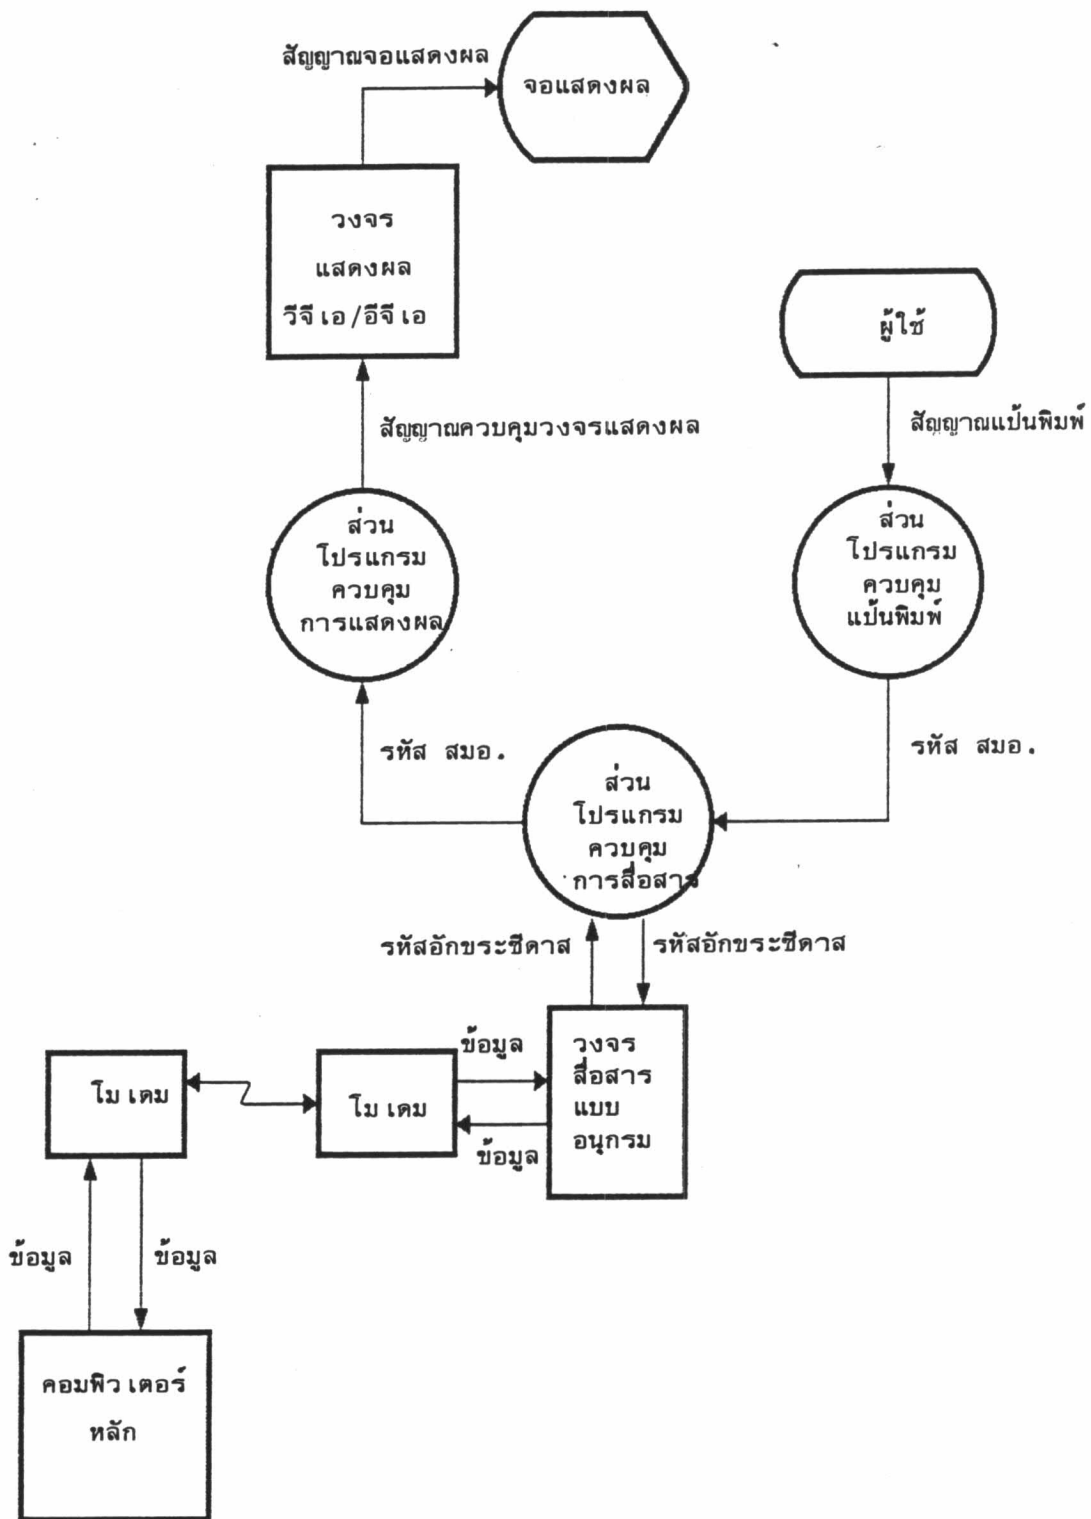 สัญญาณจอแสดงผล
จอแสดงผล
วงจร
แสดงผล
วีจีเอ/อีจีเอ
ผู้ใช้
สัญญาณควบคุมวงจรแสดงผล
สัญญาณแป้นพิมพ์
ส่วน
โปรแกรม
ควบคุม
การแสดงผล
ส่วน
โปรแกรม
ควบคุม
แป้นพิมพ์
รหัส สมอ.
รหัส สมอ.
ส่วน
โปรแกรม
ควบคุม
การสื่อสาร
รหัสอักขระซีดาส
รหัสอักขระซีดาส
โมเดม
โมเดม
ข้อมูล
ข้อมูล
วงจร
สื่อสาร
แบบ
อนุกรม
ข้อมูล
ข้อมูล
คอมพิวเตอร์
หลัก